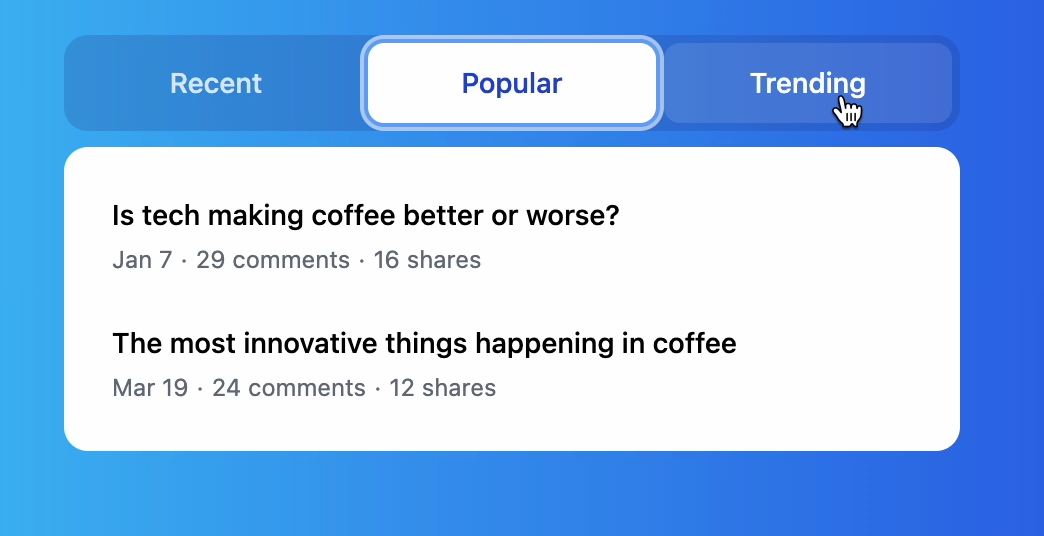 Recent
Popular
Trending
Is tech making coffee better or worse?
Jan 7 · 29 comments · 16 shares
The most innovative things happening in coffee
Mar 19 · 24 comments · 12 shares